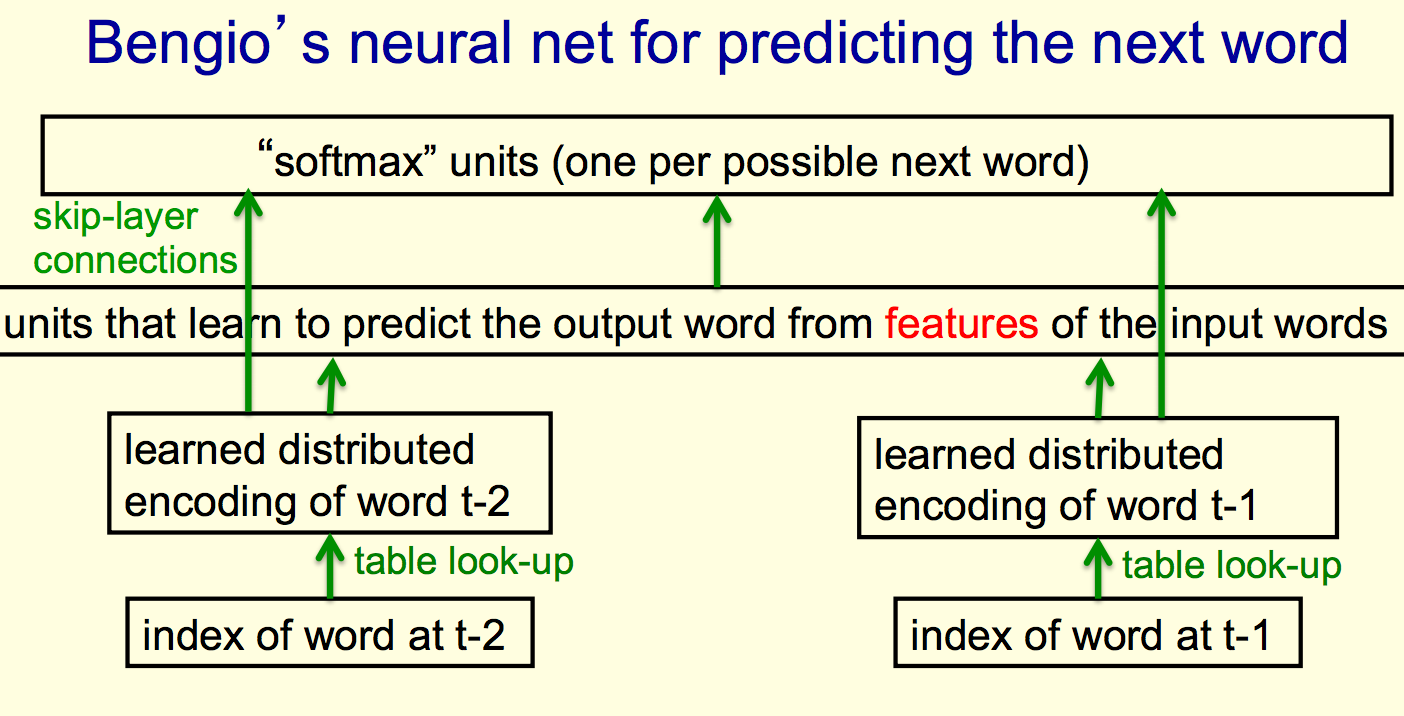 Bengio’s neural net for predicting the next word
“softmax” units (one per possible next word)
skip-layer
connections
units that learn to predict the output word from features of the input words
learned distributed
encoding of word t-2
learned distributed
encoding of word t-1
table look-up
table look-up
index of word at t-2
index of word at t-1